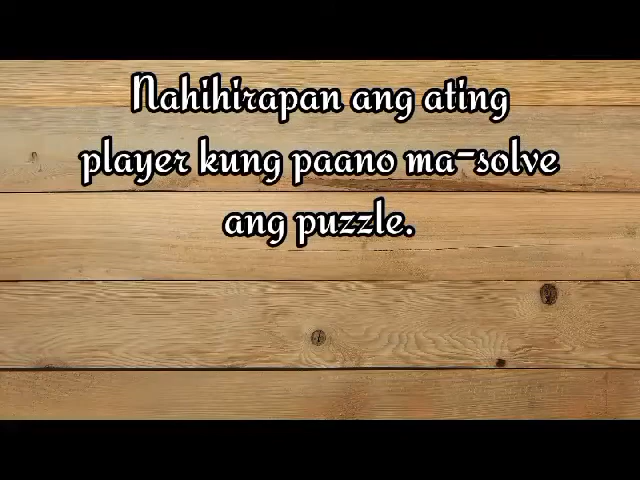 Nahihirapan ang ating
player kung paano ma-solve
ang puzzle.